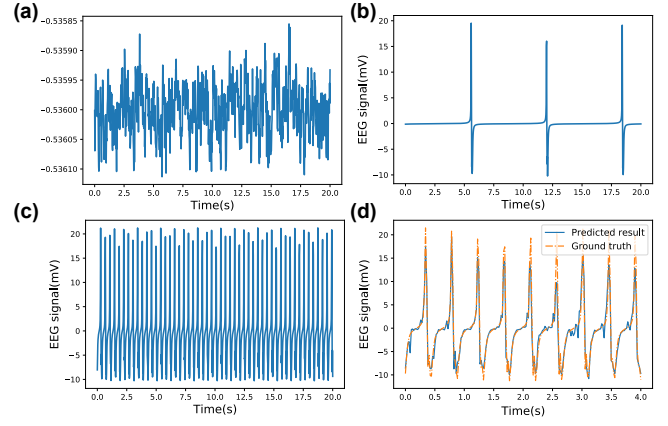 (a)
−0.53585
−0.53590
−0.53595
−0.53600
−0.53605
−0.53610
0.0 2.5 5.0 7.5 10.0 12.5 15.0 17.5 20.0
Time(s)
(b)
EEG signal(mV)
20
15
10
5
0
−5
−10
0.0 2.5 5.0 7.5 10.0 12.5 15.0 17.5 20.0
Time(s)
(c)
EEG signal(mV)
20
15
10
5
0
−5
−10
0.0 2.5 5.0 7.5 10.0 12.5 15.0 17.5 20.0
Time(s)
(d)
EEG signal(mV)
Predicted result
Ground truth
20
15
10
5
0
−5
−10
0.0 0.5 1.0 1.5 2.0 2.5 3.0 3.5 4.0
Time(s)